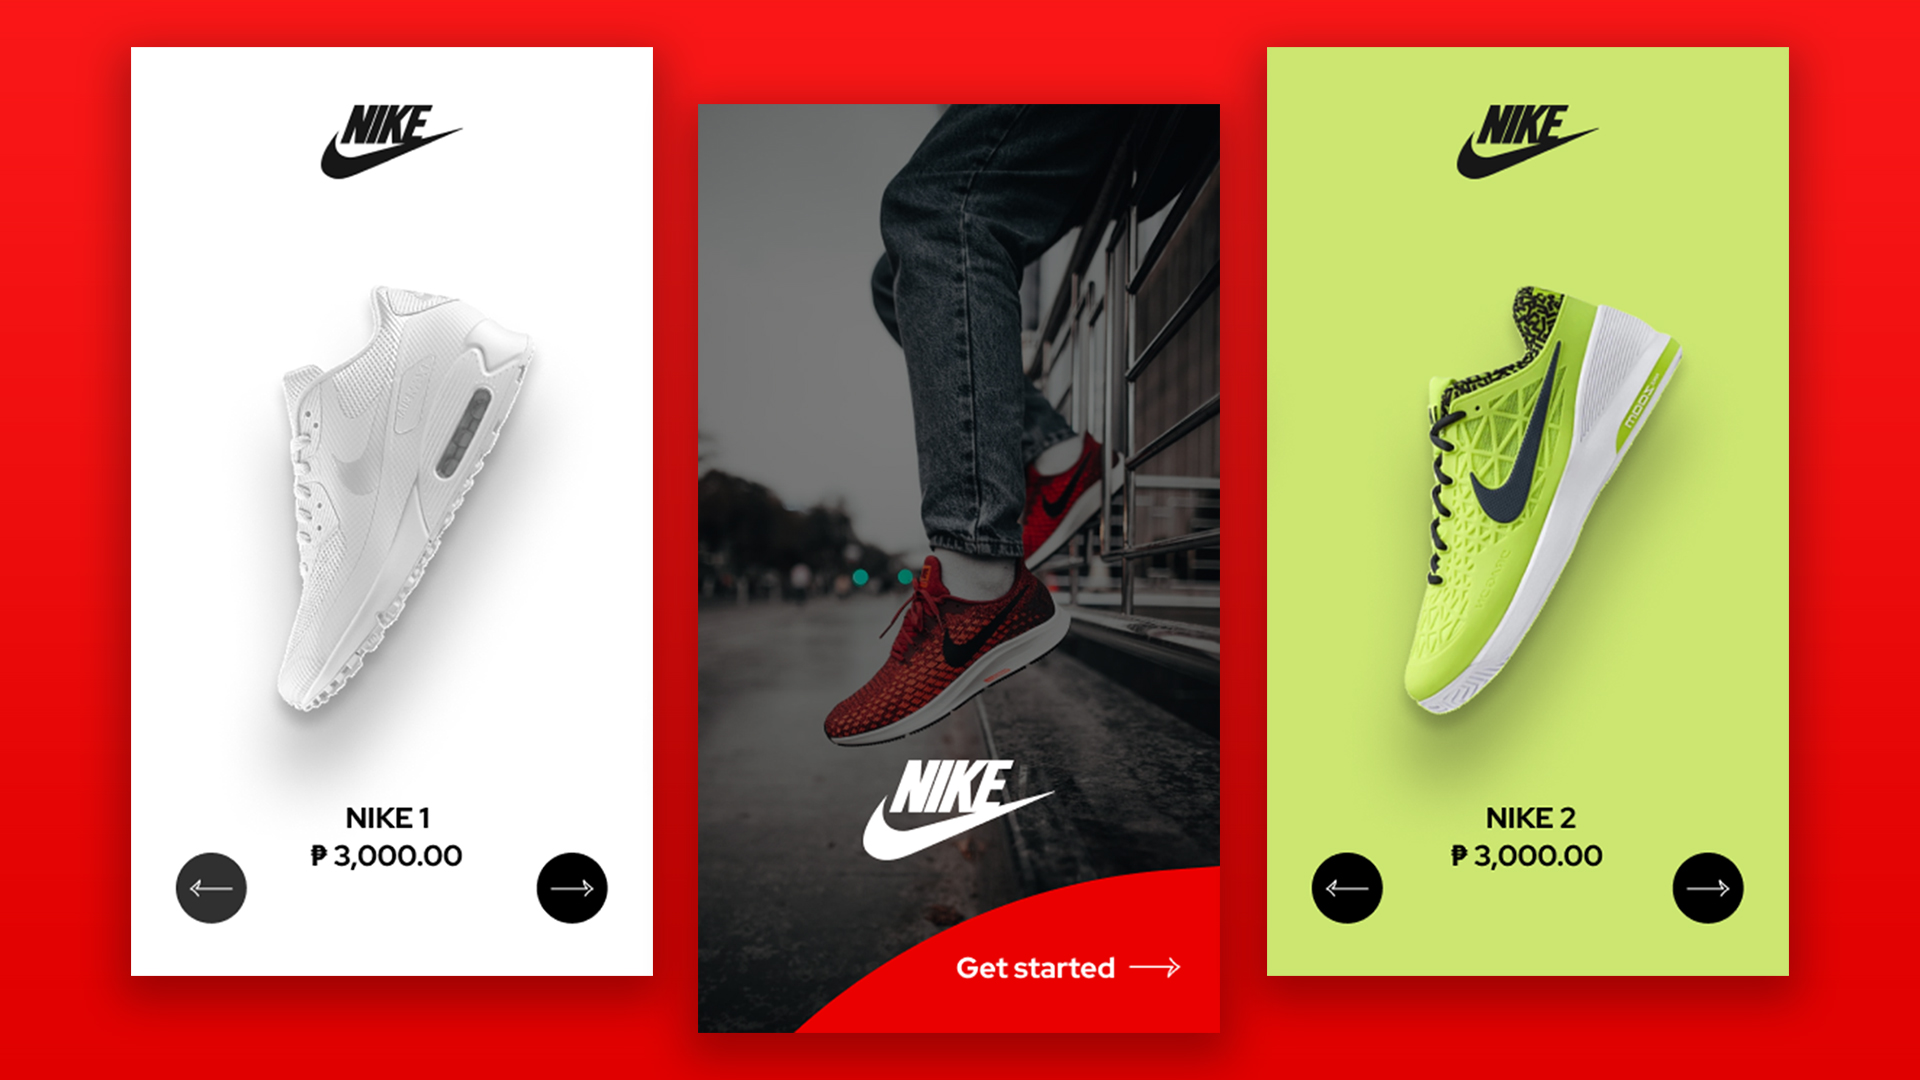 NIKE
NIKE 1
₱ 3,000.00
NIKE
Get started
NIKE
NIKE 2
₱ 3,000.00